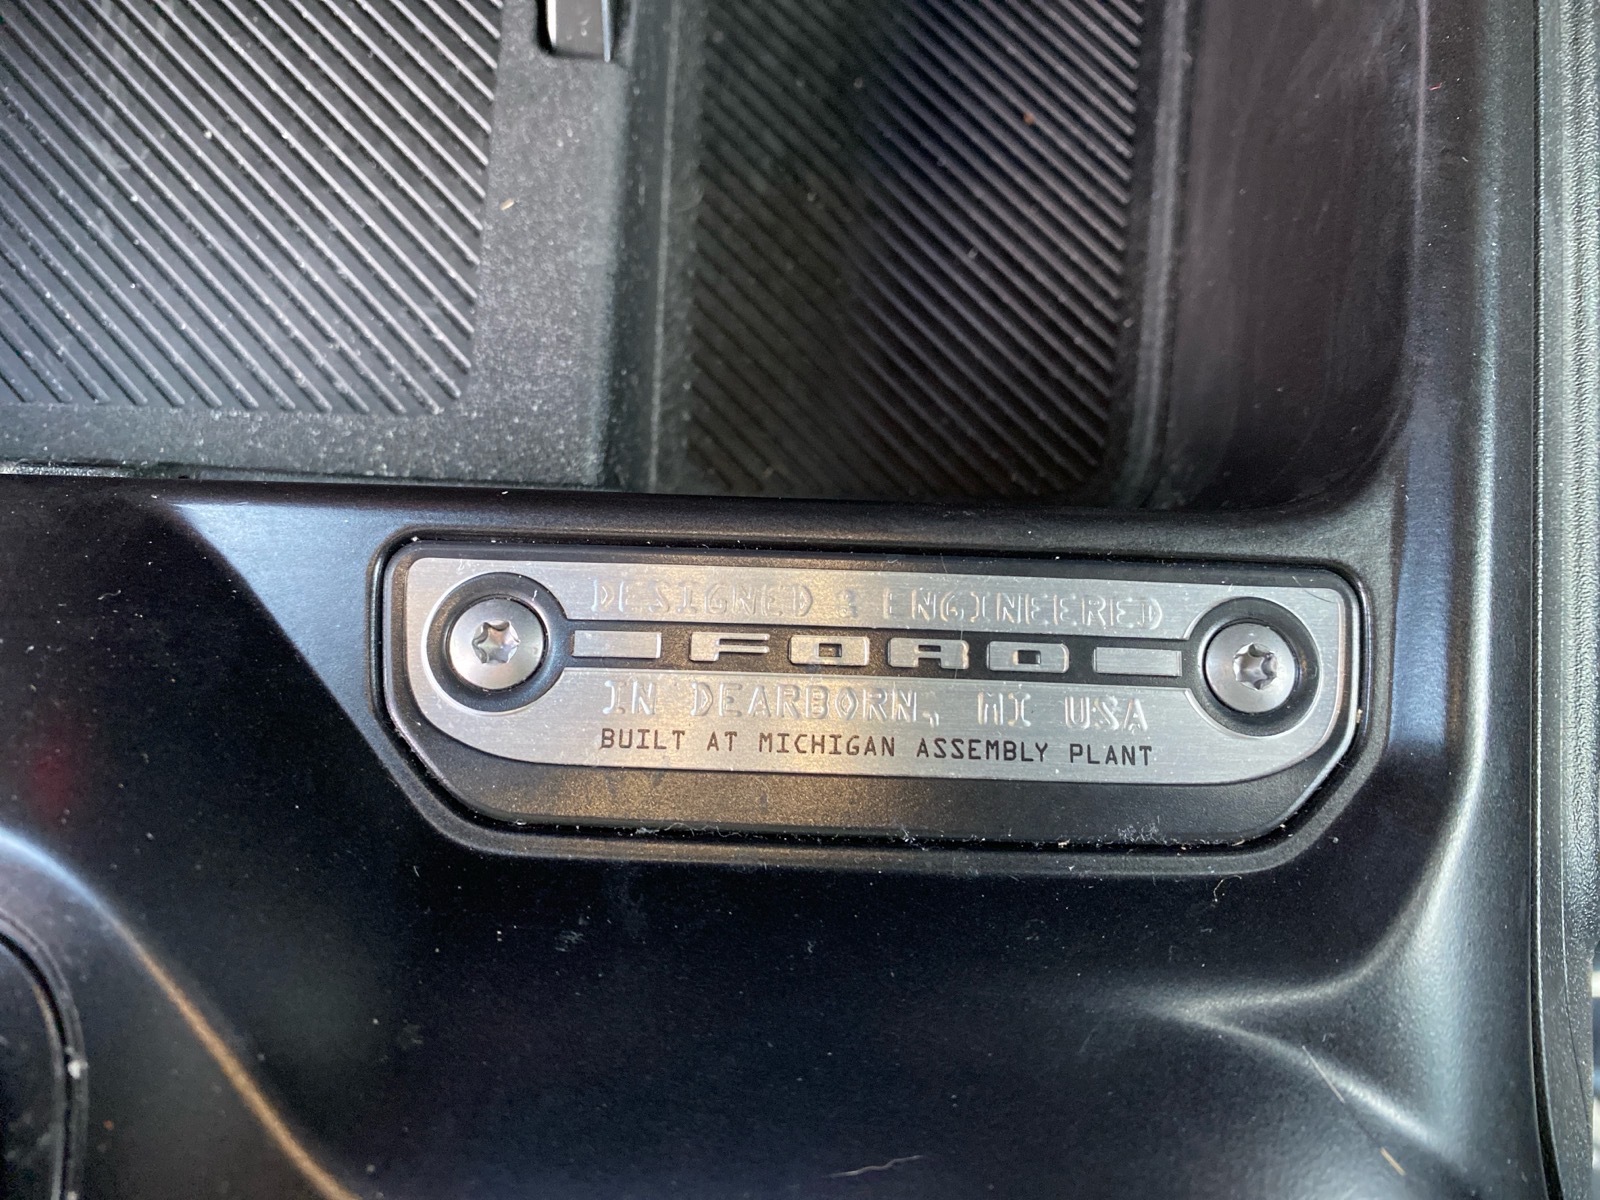 DESIGNED & ENGINEERED
FORD
IN DEARBORN, MI USA
BUILT AT MICHIGAN ASSEMBLY PLANT